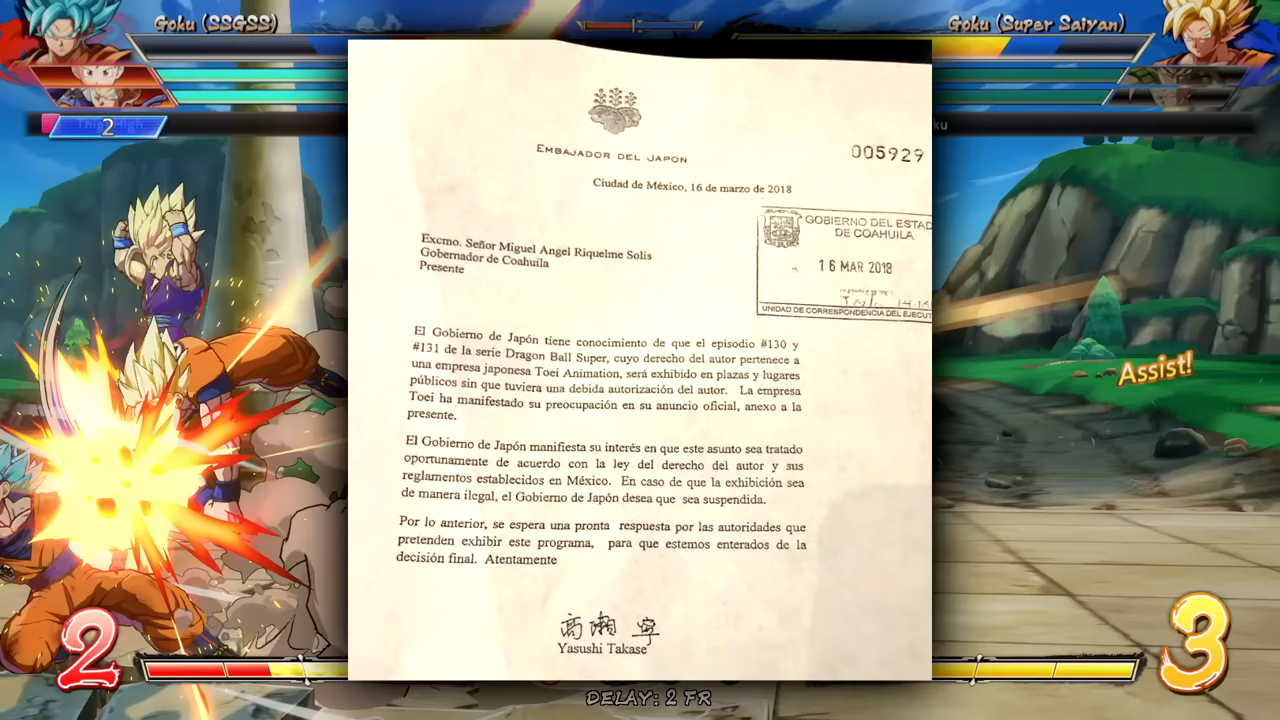 Goku (SSGSS)
Goku (Super Saiyan)
2
ku
EMBAJADOR DEL JAPON
005929
Ciudad de México, 16 de marzo de 2018
GOBIERNO DEL ESTAD
DE COAHUILA
16 MAR 2018
14-18
UNIDAD DE CORRESPONDENCIA DEL EJECUT
Excmo. Señor Miguel Angel Riquelme Solis
Gobernador de Coahuila
Presente
El Gobierno de Japón tiene conocimiento de que el episodio #130 y
#131 de la serie Dragon Ball Super, cuyo derecho del autor pertenece a
una empresa japonesa Toei Animation, será exhibido en plazas y lugares
públicos sin que tuviera una debida autorización del autor. La empresa
Toei ha manifestado su preocupación en su anuncio oficial, anexo a la
presente.
El Gobierno de Japón manifiesta su interés en que este asunto sea tratado
oportunamente de acuerdo con la ley del derecho del autor y sus
reglamentos establecidos en México. En caso de que la exhibición sea
de manera ilegal, el Gobierno de Japón desea que sea suspendida.
Por lo anterior, se espera una pronta respuesta por las autoridades que
pretenden exhibir este programa, para que estemos enterados de la
decisión final. Atentamente
高瀬 寧
Yasushi Takase
Assist!
2
3
DELAY: 2 FR